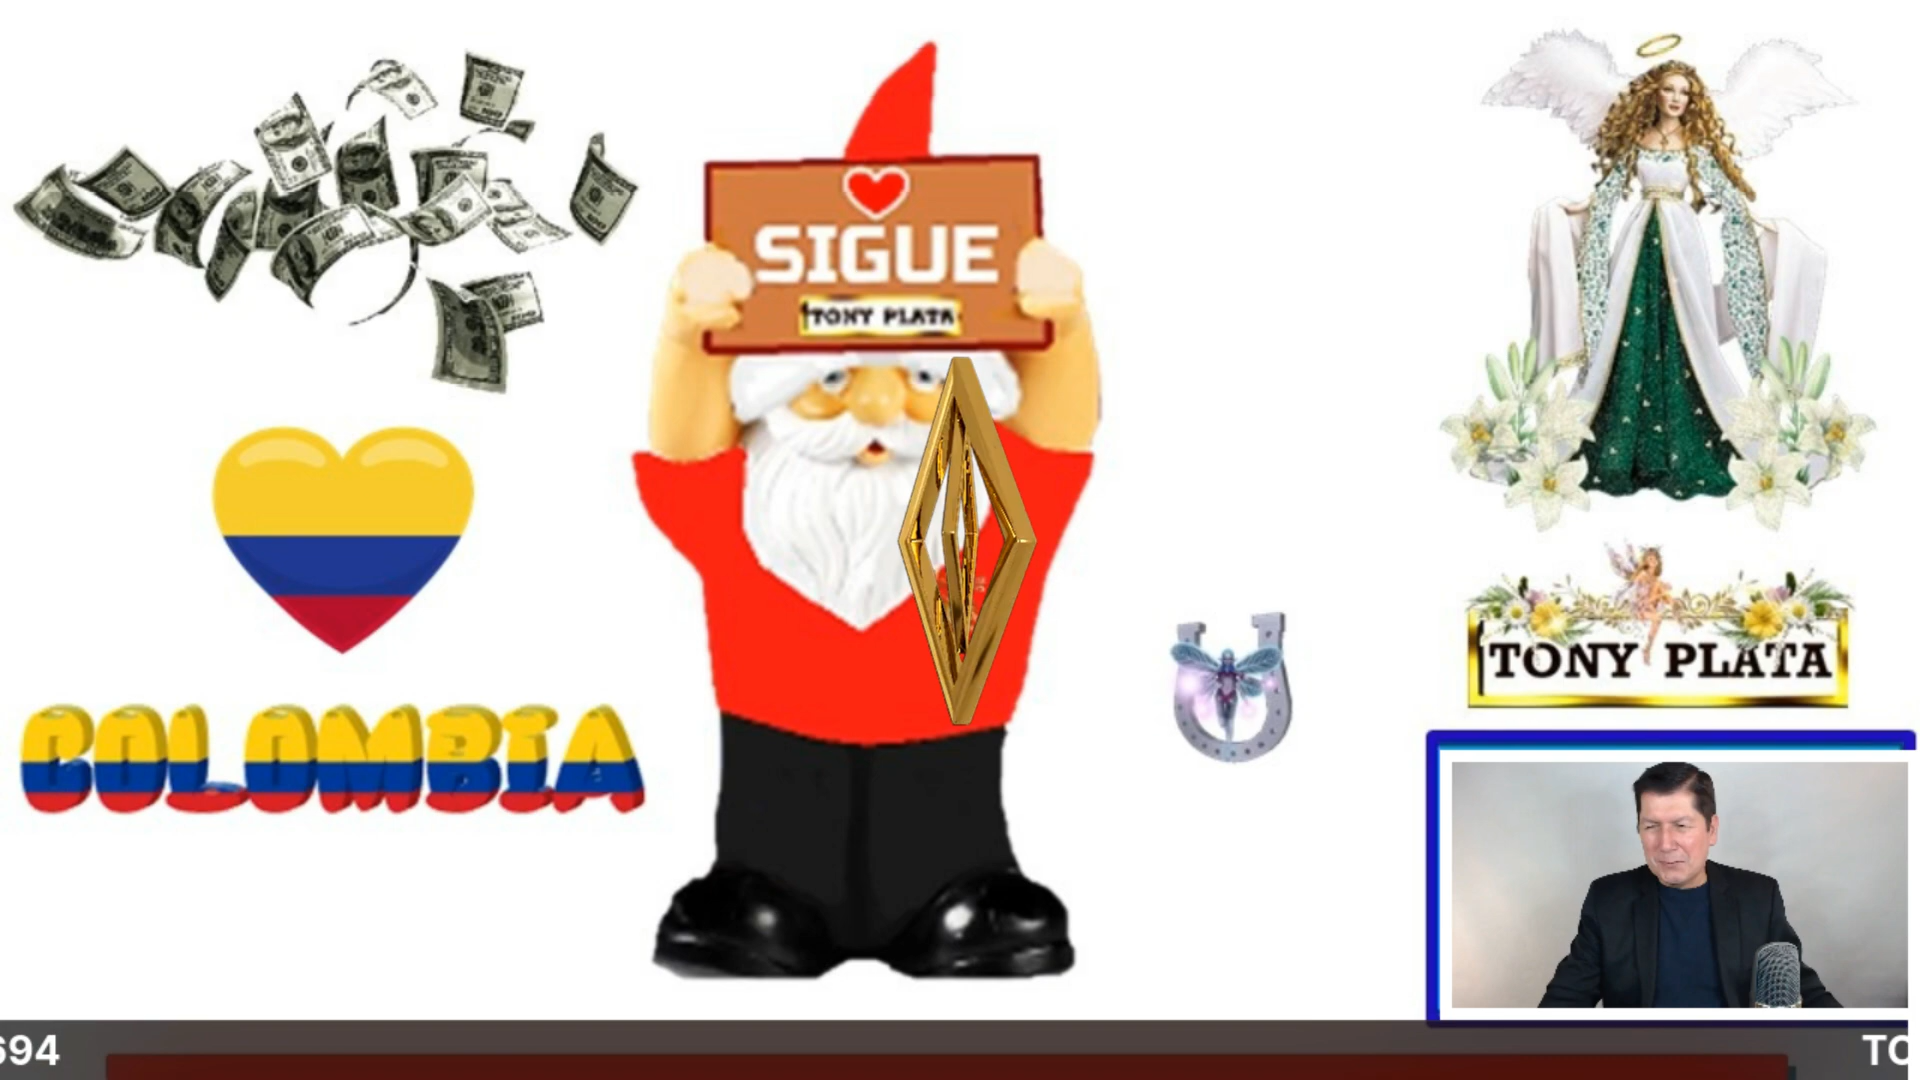 SIGUE
TONY PLATA
COLOMBIA
TONY PLATA
694
TO